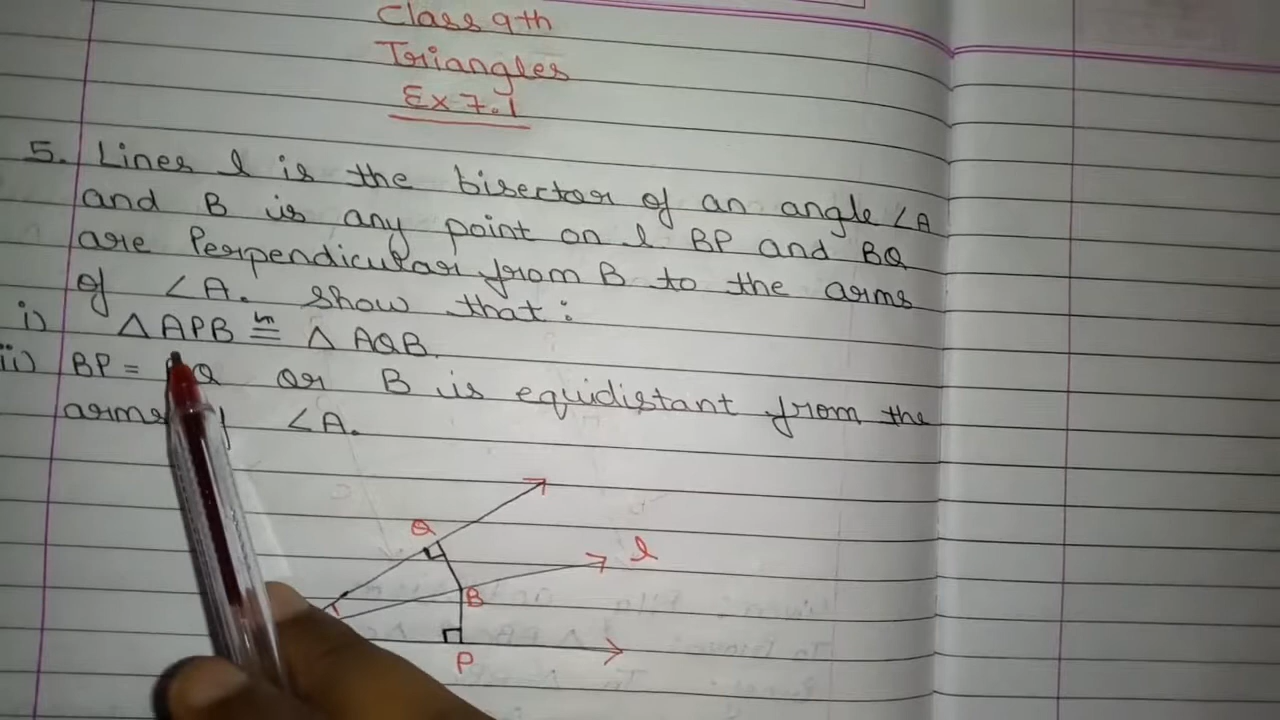 Class 9th
Triangles
Ex 7.1
5. Lines l is the bisector of an angle ∠A
and B is any point on l BP and BQ
are Perpendicular from B to the arms
of ∠A. Show that:
i) △APB ≅ △AQB.
ii) BP = Q or B is equidistant from the
arms ∠A.
Q
l
B
P